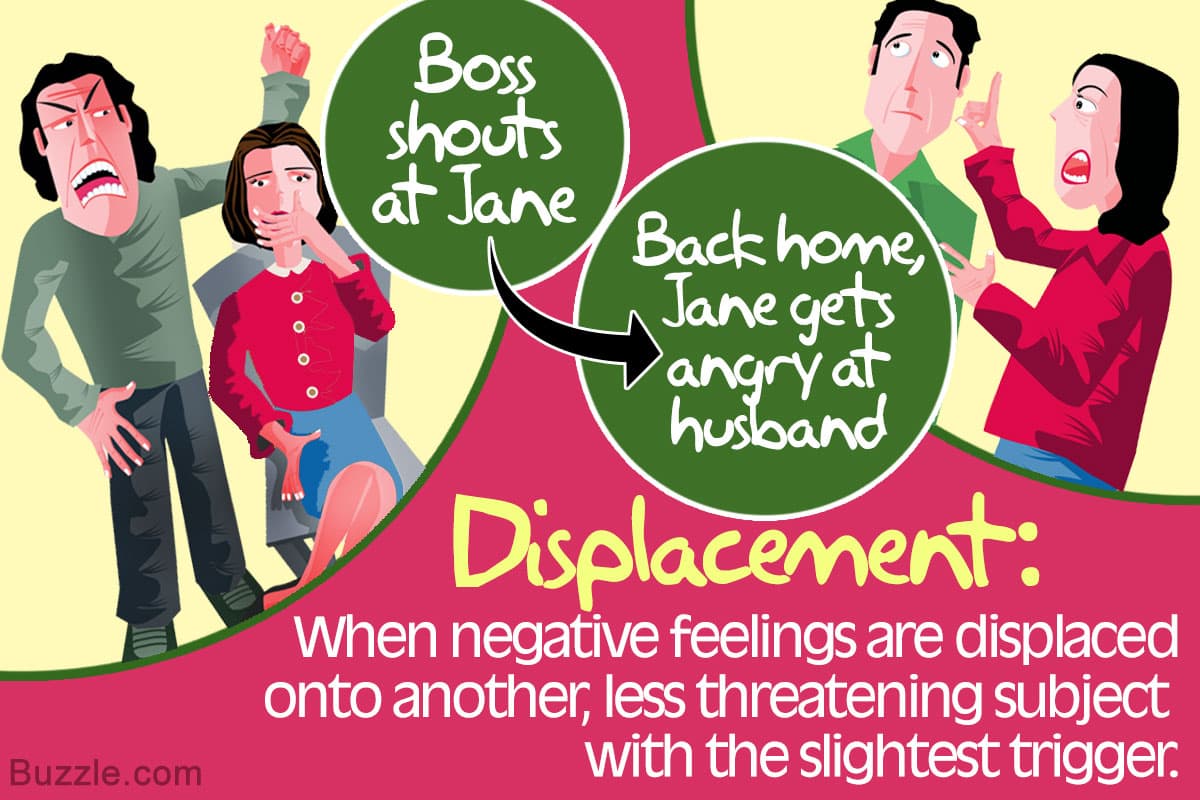 Boss
shouts
at Jane
Back home,
Jane gets
angry at
husband
Displacement:
When negative feelings are displaced
onto another, less threatening subject
with the slightest trigger.
Buzzle.com